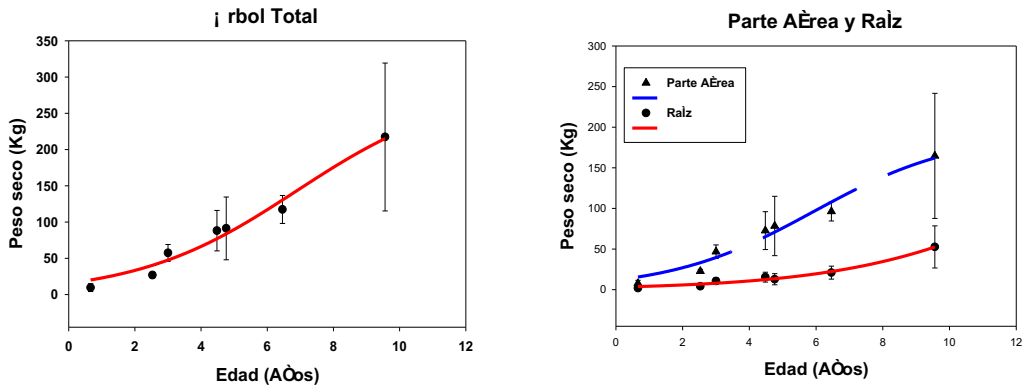 ¡ rbol Total
Peso seco (Kg)
350
300
250
200
150
100
50
0
0 2 4 6 8 10 12
Edad (AÒos)
Parte AÈrea y RaÌz
Peso seco (Kg)
300
250
200
150
100
50
0
Parte AÈrea
RaÌz
0 2 4 6 8 10 12
Edad (AÒos)